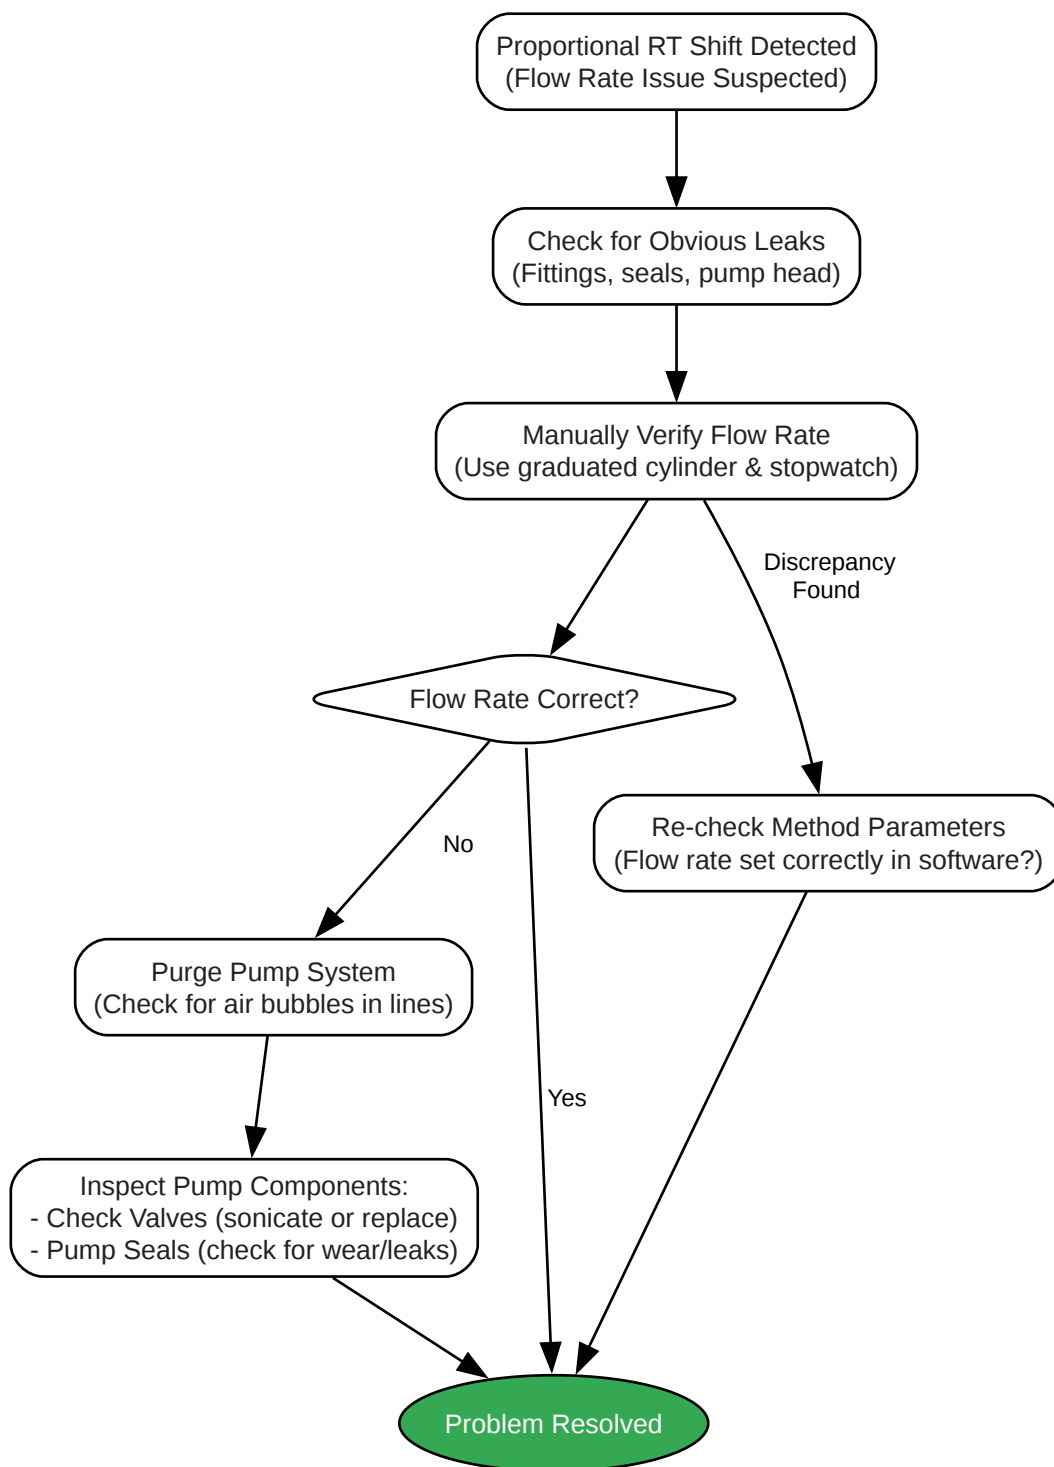 Proportional RT Shift Detected
(Flow Rate Issue Suspected)
Check for Obvious Leaks
(Fittings, seals, pump head)
Manually Verify Flow Rate
(Use graduated cylinder & stopwatch)
Discrepancy
Found
Flow Rate Correct?
Re-check Method Parameters
(Flow rate set correctly in software?)
No
Purge Pump System
(Check for air bubbles in lines)
Yes
Inspect Pump Components:
- Check Valves (sonicate or replace)
- Pump Seals (check for wear/leaks)
Problem Resolved